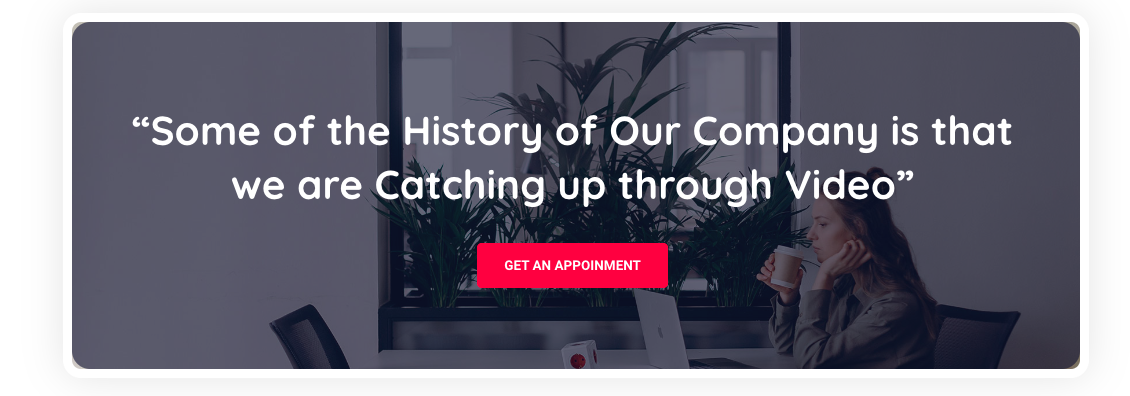 “Some of the History of Our Company is that
we are Catching up through Video”
GET AN APPOINMENT